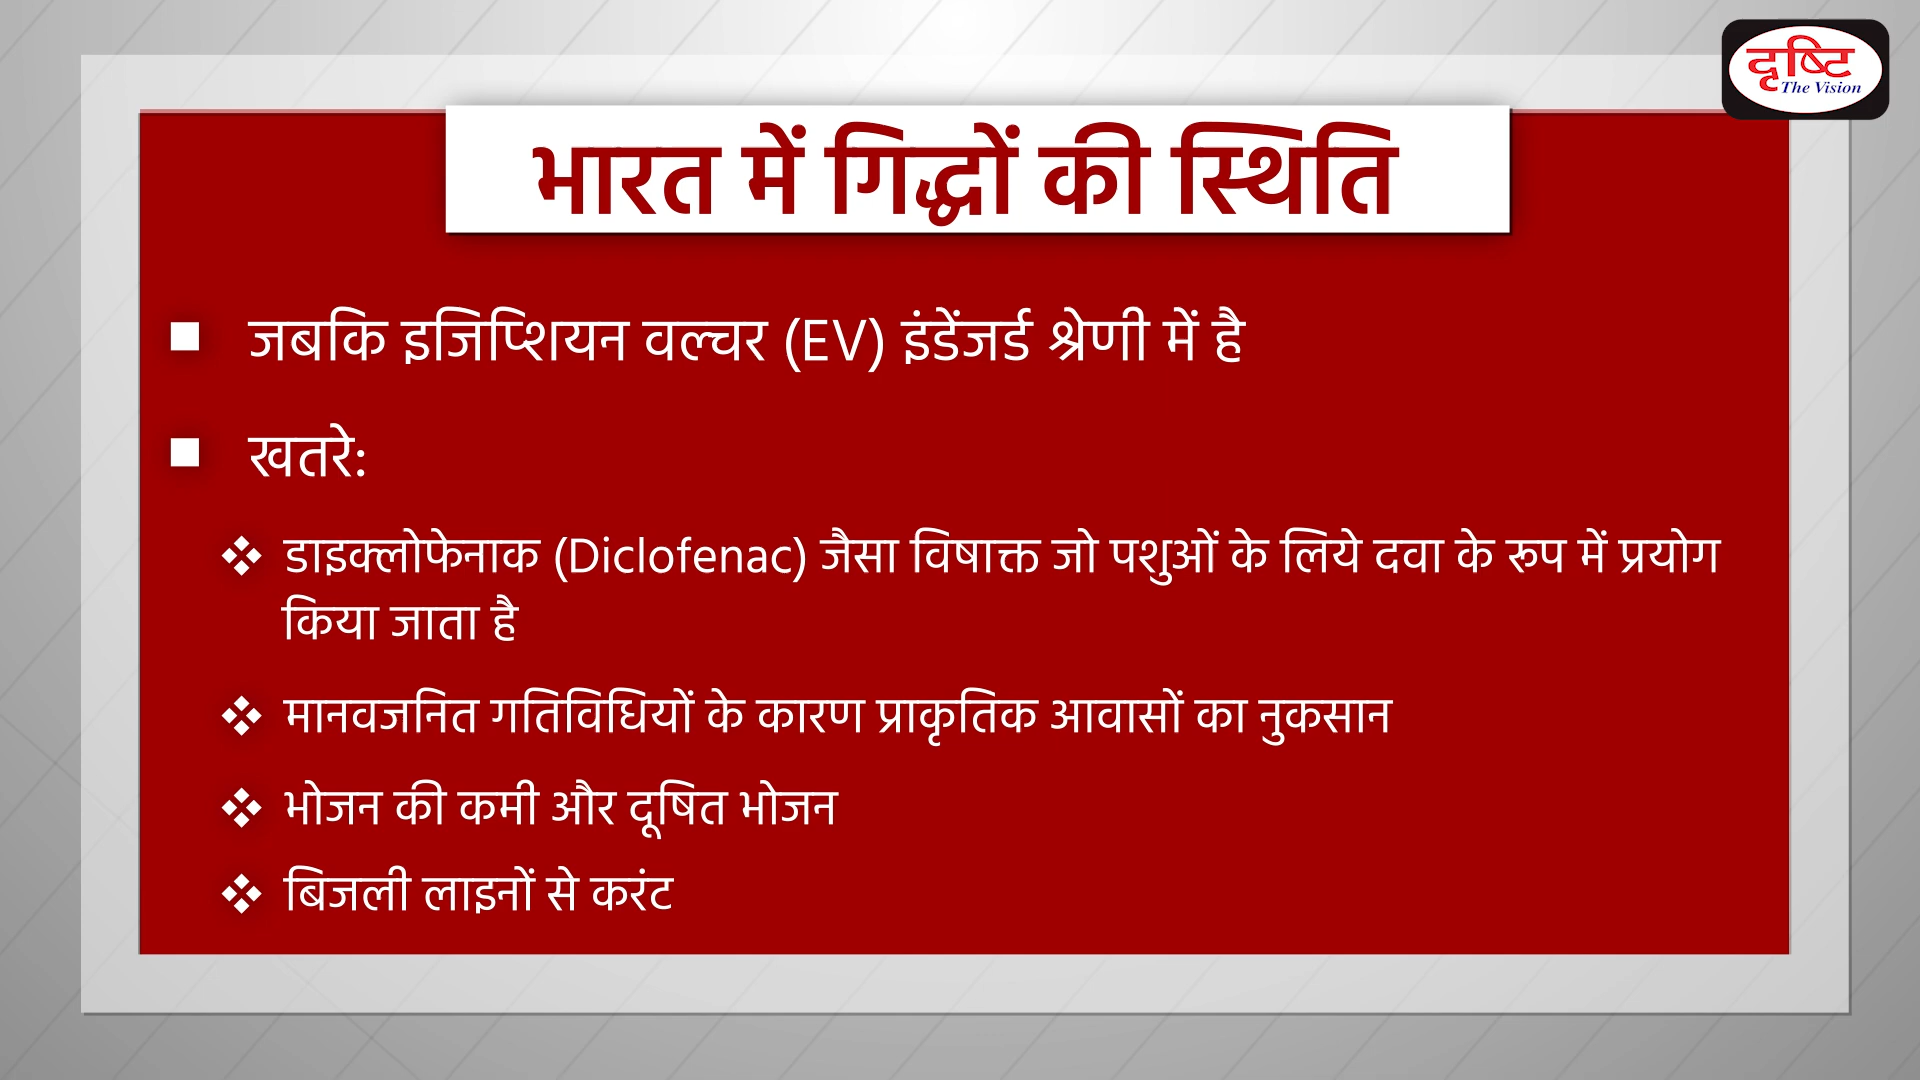 दृष्टि
The Vision
भारत में गिद्धों की स्थिति
जबकि इजिप्शियन वल्चर (EV) इंडेंजर्ड श्रेणी में है
खतरे:
डाइक्लोफेनाक (Diclofenac) जैसा विषाक्त जो पशुओं के लिये दवा के रूप में प्रयोग
किया जाता है
मानवजनित गतिविधियों के कारण प्राकृतिक आवासों का नुकसान
भोजन की कमी और दूषित भोजन
बिजली लाइनों से करंट